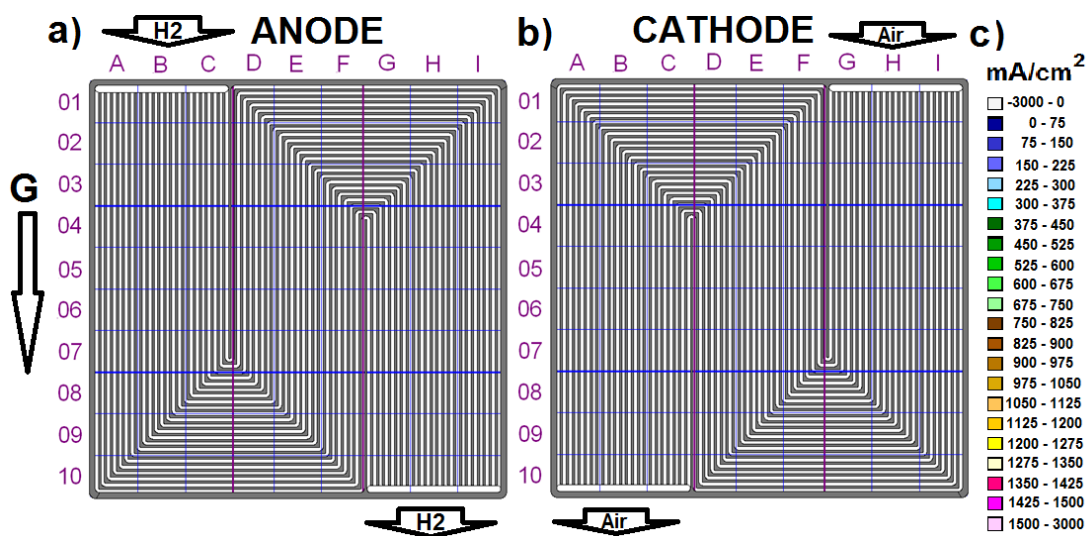 a) H2 ANODE
A B C D E F G H I
01
02
03
04
05
06
07
08
09
10
G
H2
b) CATHODE Air
A B C D E F G H I
01
02
03
04
05
06
07
08
09
10
Air
c)
mA/cm²
-3000 - 0
0 - 75
75 - 150
150 - 225
225 - 300
300 - 375
375 - 450
450 - 525
525 - 600
600 - 675
675 - 750
750 - 825
825 - 900
900 - 975
975 - 1050
1050 - 1125
1125 - 1200
1200 - 1275
1275 - 1350
1350 - 1425
1425 - 1500
1500 - 3000